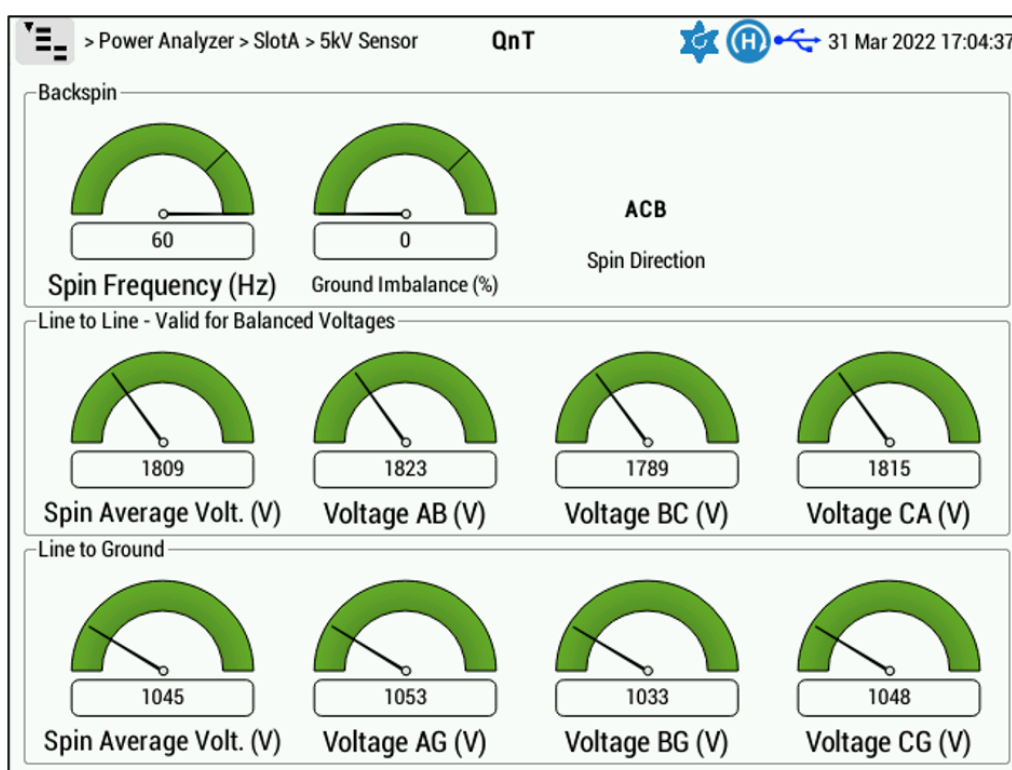 > Power Analyzer > SlotA > 5kV Sensor QnT H 31 Mar 2022 17:04:37
Backspin
60 0 ACB
Spin Frequency (Hz) Ground Imbalance (%) Spin Direction
Line to Line - Valid for Balanced Voltages
1809 1823 1789 1815
Spin Average Volt. (V) Voltage AB (V) Voltage BC (V) Voltage CA (V)
Line to Ground
1045 1053 1033 1048
Spin Average Volt. (V) Voltage AG (V) Voltage BG (V) Voltage CG (V)